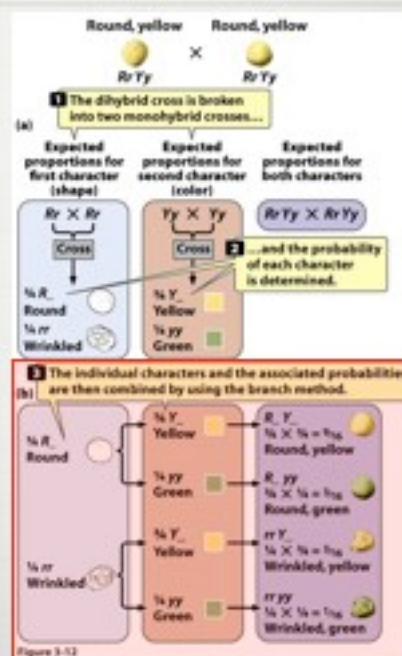 Round, yellow Round, yellow
×
RrYy RrYy
1 The dihybrid cross is broken
into two monohybrid crosses...
(a)
Expected
proportions for
first character
(shape)
Expected
proportions for
second character
(color)
Expected
proportions for
both characters
Rr × Rr
Yy × Yy
RrYy × RrYy
Cross
Cross
2 ...and the probability
of each character
is determined.
¾ R_
Round
¼ rr
Wrinkled
¾ Y_
Yellow
¼ yy
Green
3 The individual characters and the associated probabilities
are then combined by using the branch method.
(b)
¾ R_
Round
¼ rr
Wrinkled
¾ Y_
Yellow
¼ yy
Green
¾ Y_
Yellow
¼ yy
Green
R_ Y_
¾ × ¾ = 9/16
Round, yellow
R_ yy
¾ × ¼ = 3/16
Round, green
rr Y_
¼ × ¾ = 3/16
Wrinkled, yellow
rr yy
¼ × ¼ = 1/16
Wrinkled, green
Figure 3-12